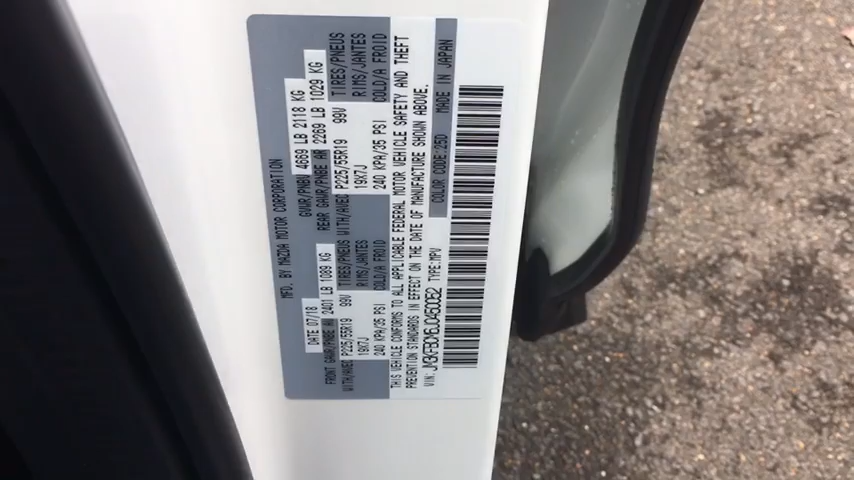 MFD. BY MAZDA MOTOR CORPORATION
DATE 07/18 GVWR/PNBV 4669 LB 2118 KG
FRONT GAWR/PNBE AV 2401 LB 1089 KG REAR GAWR/PNBE AR 2269 LB 1029 KG
WITH/AVEC P225/55R19 99V TIRES/PNEUS WITH/AVEC P225/55R19 99V TIRES/PNEUS
19X7J RIMS/JANTES 19X7J RIMS/JANTES
240 KPA/35 PSI COLD/A FROID 240 KPA/35 PSI COLD/A FROID
THIS VEHICLE CONFORMS TO ALL APPLICABLE FEDERAL MOTOR VEHICLE SAFETY AND THEFT
PREVENTION STANDARDS IN EFFECT ON THE DATE OF MANUFACTURE SHOWN ABOVE.
VIN: TYPE:MPV COLOR CODE:25D MADE IN JAPAN